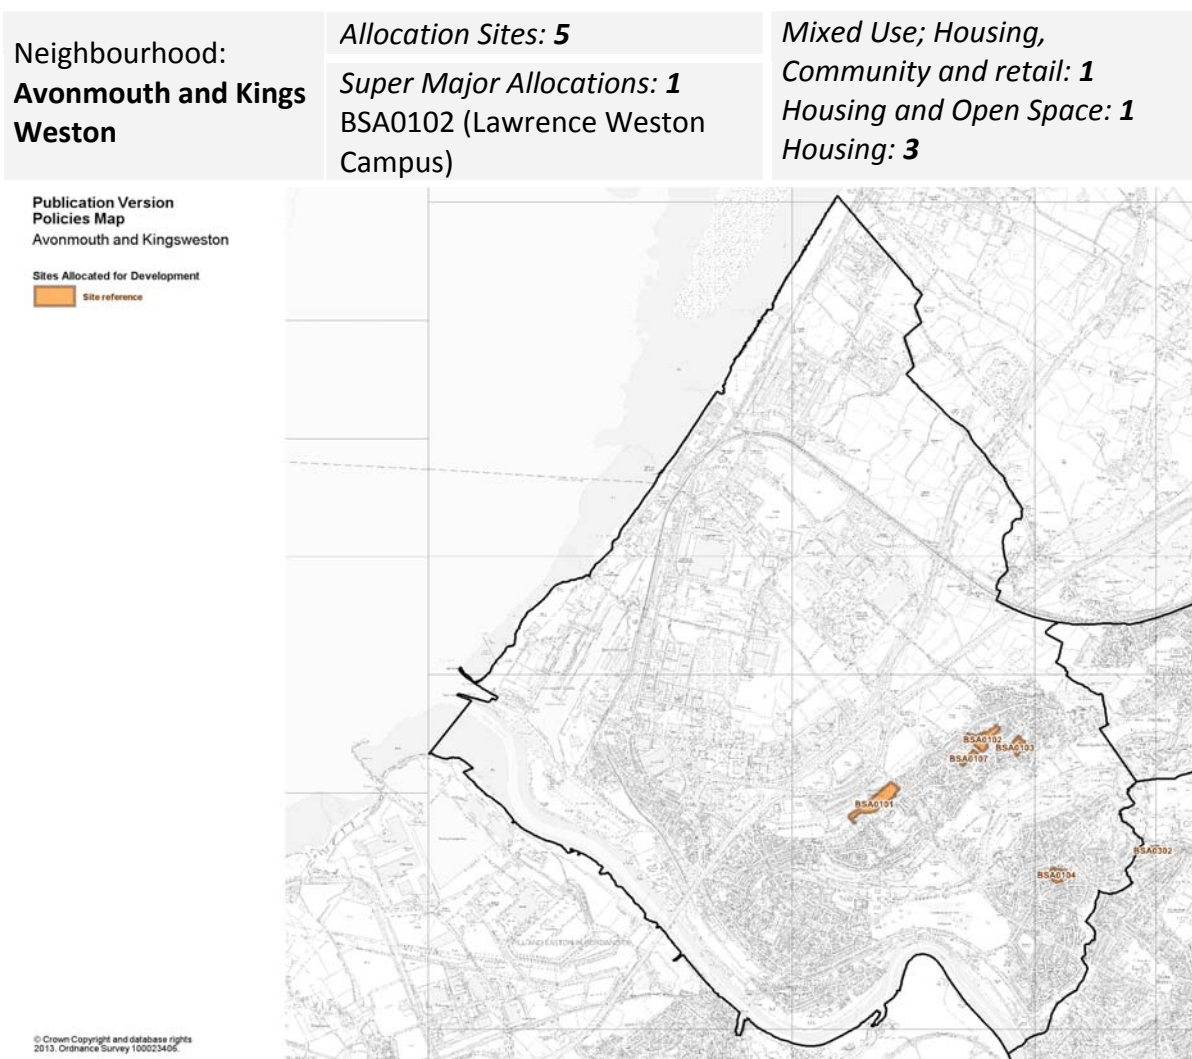 Neighbourhood:
Avonmouth and Kings
Weston
Allocation Sites: 5
Super Major Allocations: 1
BSA0102 (Lawrence Weston
Campus)
Mixed Use; Housing,
Community and retail: 1
Housing and Open Space: 1
Housing: 3
Publication Version
Policies Map
Avonmouth and Kingsweston
Sites Allocated for Development
Site reference
BSA0102
BSA0103
BSA0107
BSA0101
BSA0302
BSA0104
© Crown Copyright and database rights
2013. Ordnance Survey 100023406.